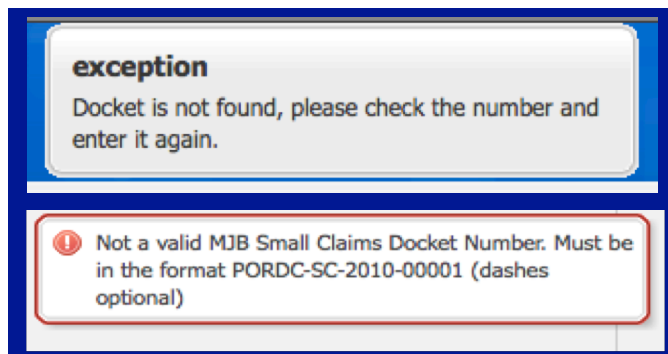 exception
Docket is not found, please check the number and
enter it again.
Not a valid MJB Small Claims Docket Number. Must be
in the format PORDC-SC-2010-00001 (dashes
optional)